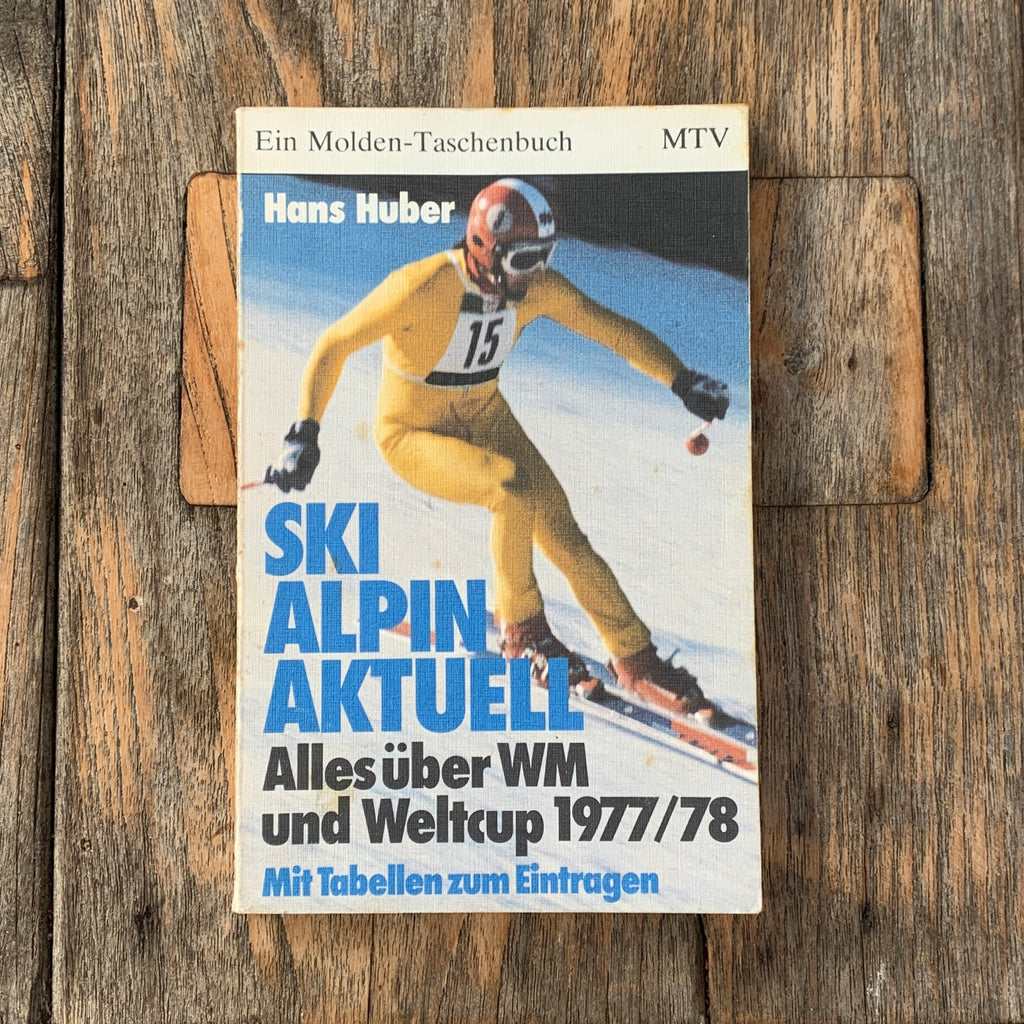 Ein Molden-Taschenbuch MTV
Hans Huber
15
SKI
ALPIN
AKTUELL
Alles über WM
und Weltcup 1977/78
Mit Tabellen zum Eintragen